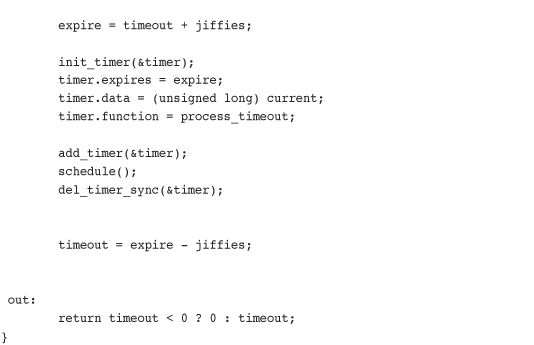 expire = timeout + jiffies;
init_timer(&timer);
timer.expires = expire;
timer.data = (unsigned long) current;
timer.function = process_timeout;
add_timer(&timer);
schedule();
del_timer_sync(&timer);
timeout = expire - jiffies;
out:
return timeout < 0 ? 0 : timeout;
}